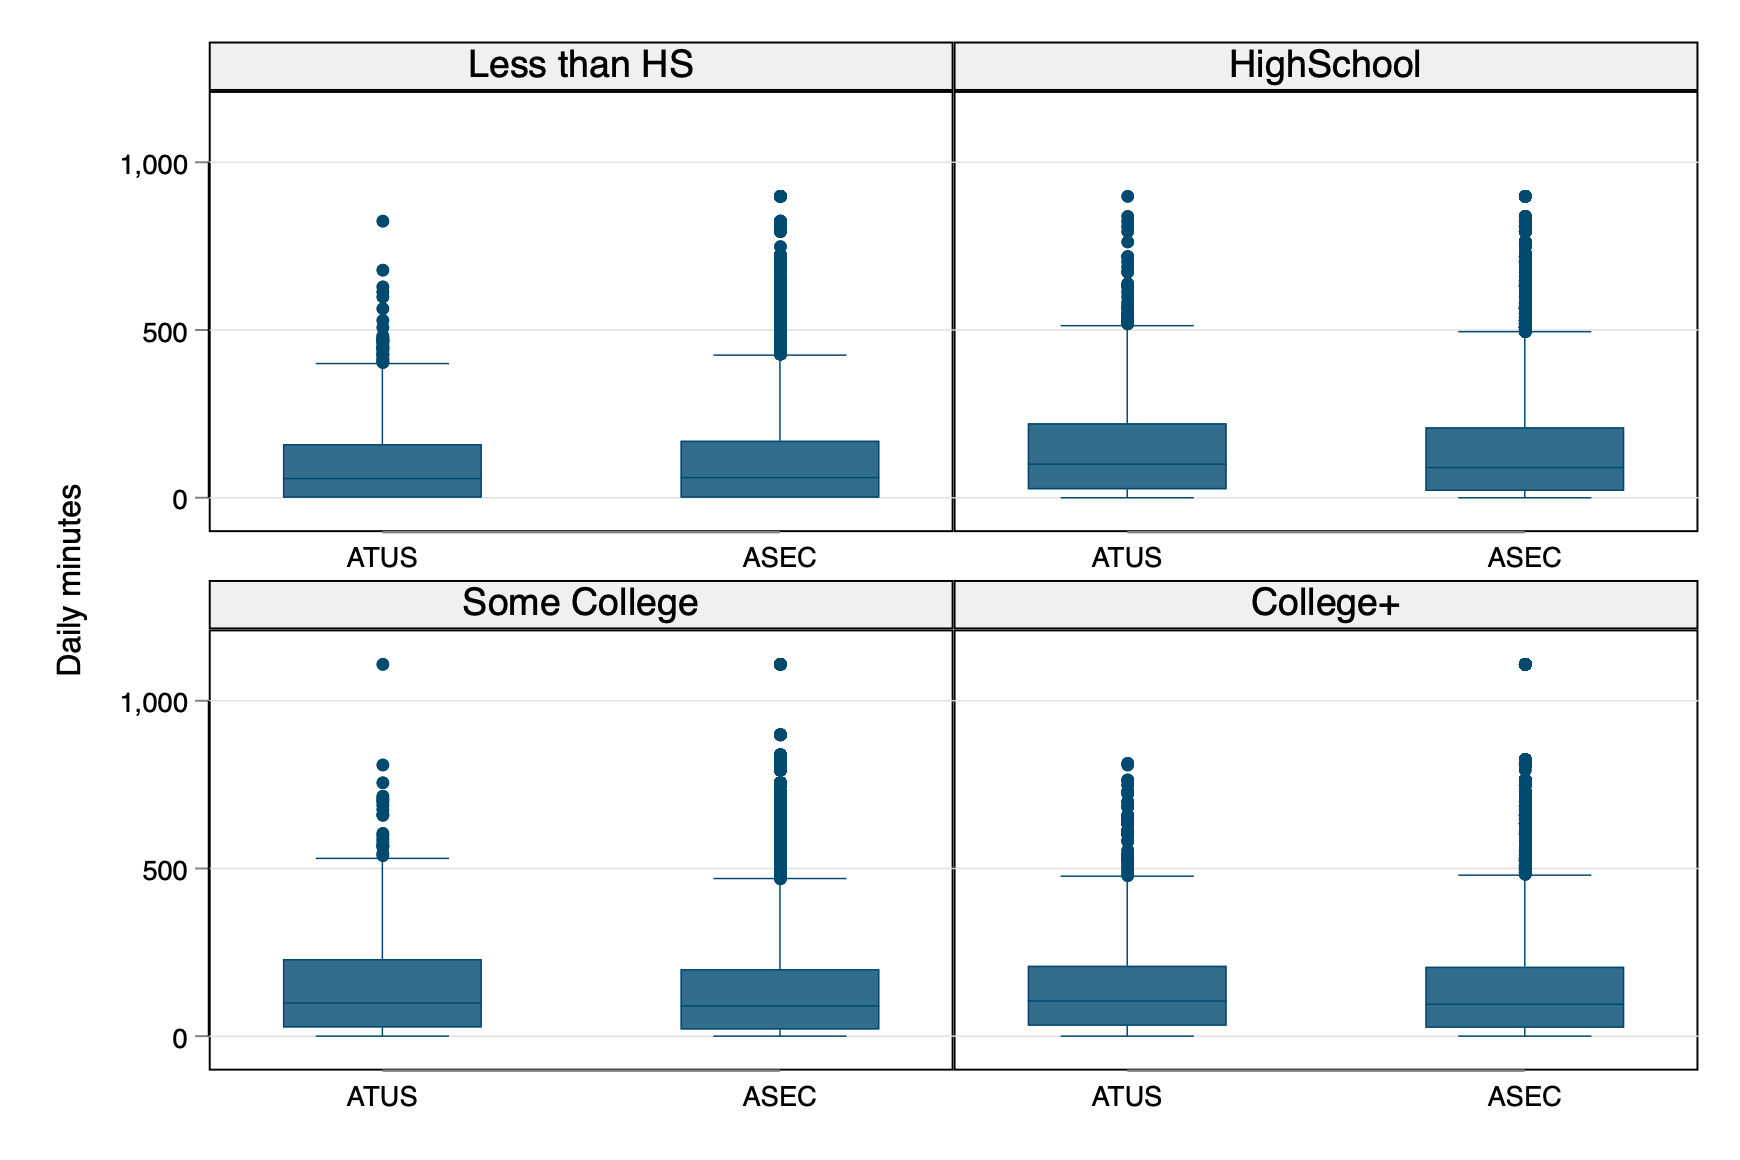 Less than HS
HighSchool
1,000
500
0
ATUS
ASEC
ATUS
ASEC
Daily minutes
Some College
College+
1,000
500
0
ATUS
ASEC
ATUS
ASEC